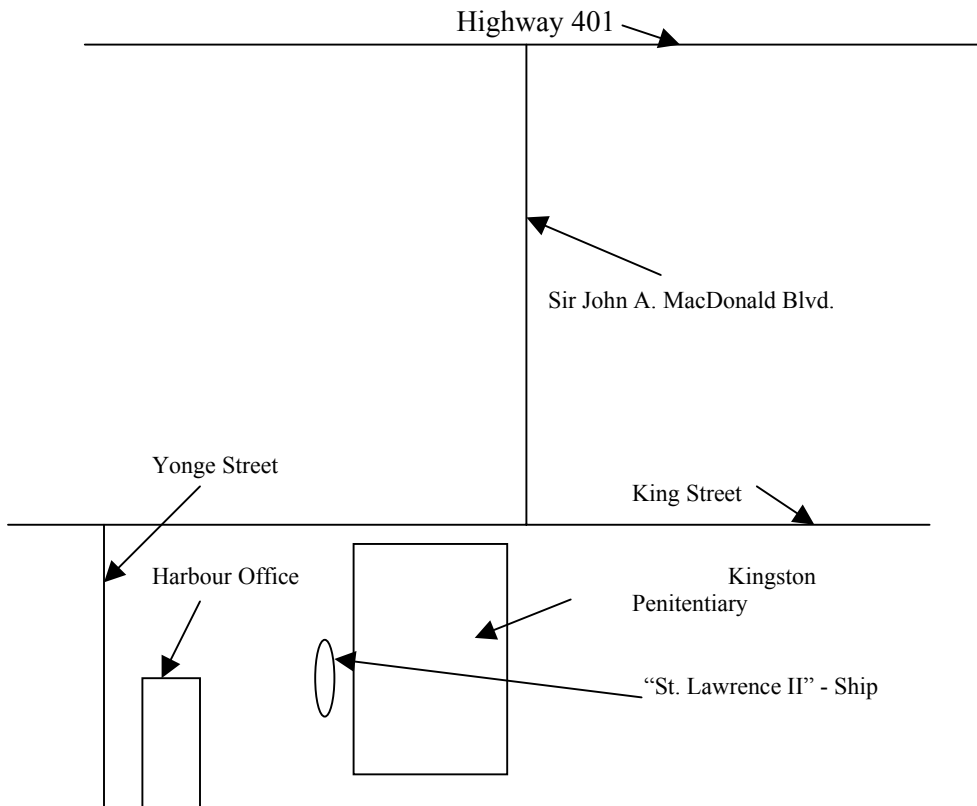 Highway 401
Sir John A. MacDonald Blvd.
Yonge Street
King Street
Harbour Office
Kingston
Penitentiary
“St. Lawrence II” - Ship